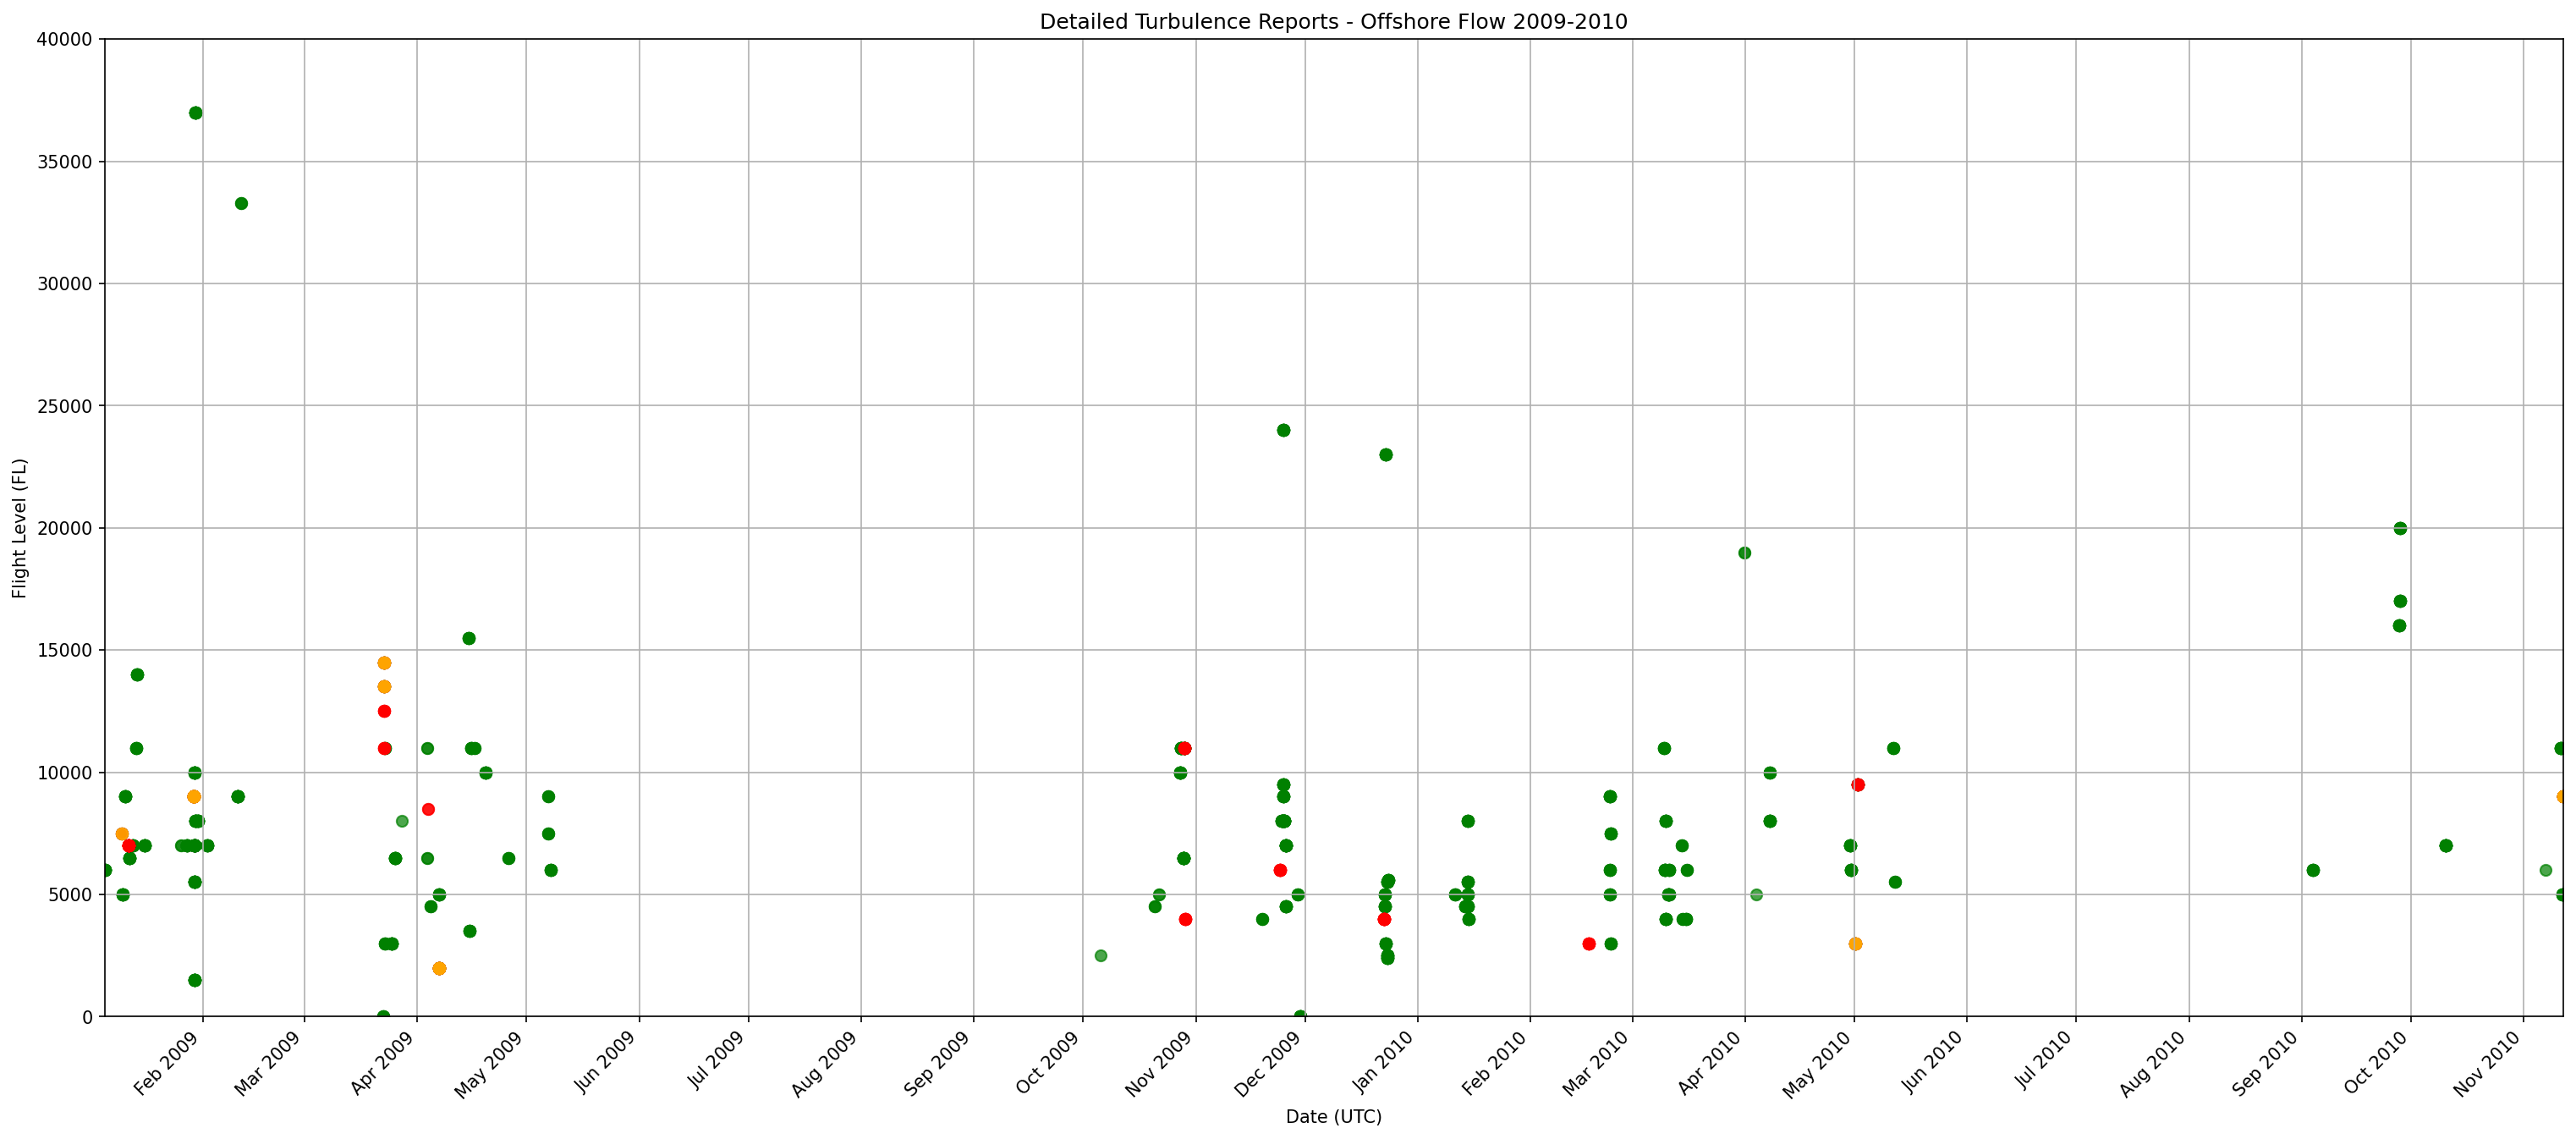 Detailed Turbulence Reports - Offshore Flow 2009-2010
40000
35000
30000
25000
20000
15000
10000
5000
0
Flight Level (FL)
Feb 2009
Mar 2009
Apr 2009
May 2009
Jun 2009
Jul 2009
Aug 2009
Sep 2009
Oct 2009
Nov 2009
Dec 2009
Jan 2010
Feb 2010
Mar 2010
Apr 2010
May 2010
Jun 2010
Jul 2010
Aug 2010
Sep 2010
Oct 2010
Nov 2010
Date (UTC)